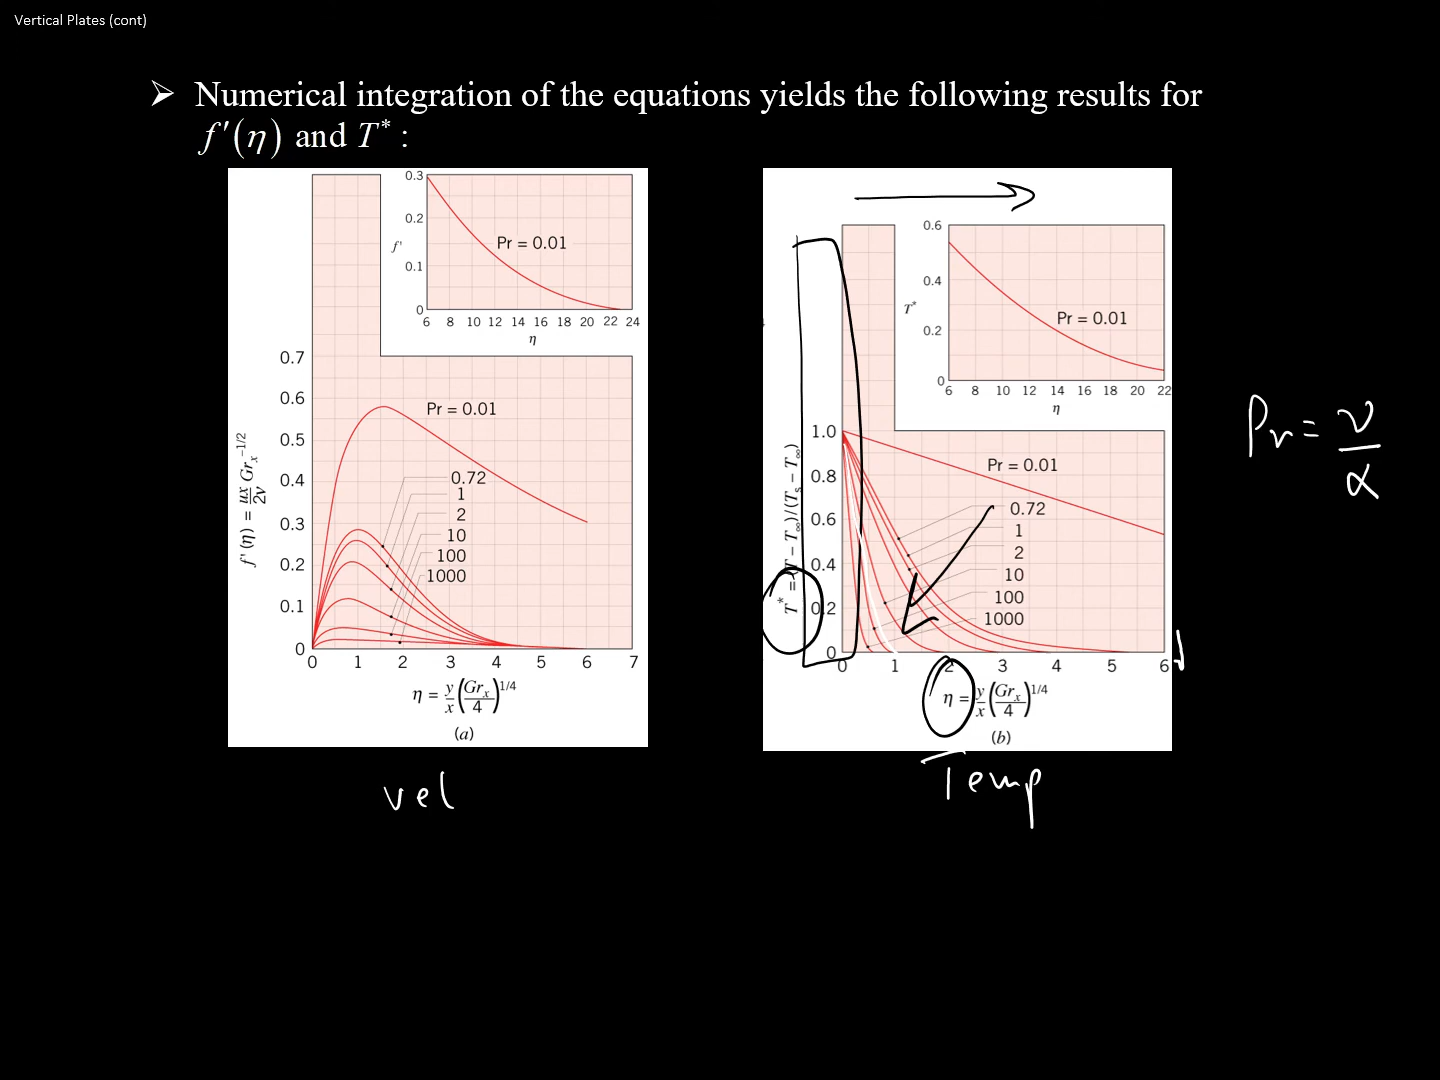 Vertical Plates (cont)
➢ Numerical integration of the equations yields the following results for
f′(η) and T* :
0.3
0.2
0.1
0
f′
Pr = 0.01
6 8 10 12 14 16 18 20 22 24
η
0.7
0.6
0.5
0.4
0.3
0.2
0.1
0
f′ (η) = ux/2ν Grx^−1/2
Pr = 0.01
0.72
1
2
10
100
1000
0 1 2 3 4 5 6 7
η = y/x (Grx/4)^1/4
(a)
vel
0.6
0.4
0.2
0
T*
Pr = 0.01
6 8 10 12 14 16 18 20 22
η
1.0
0.8
0.6
0.4
0.2
0
T* = (T − T∞)/(Ts − T∞)
Pr = 0.01
0.72
1
2
10
100
1000
0 1 2 3 4 5 6
η = y/x (Grx/4)^1/4
(b)
Temp
Pr = ν/α